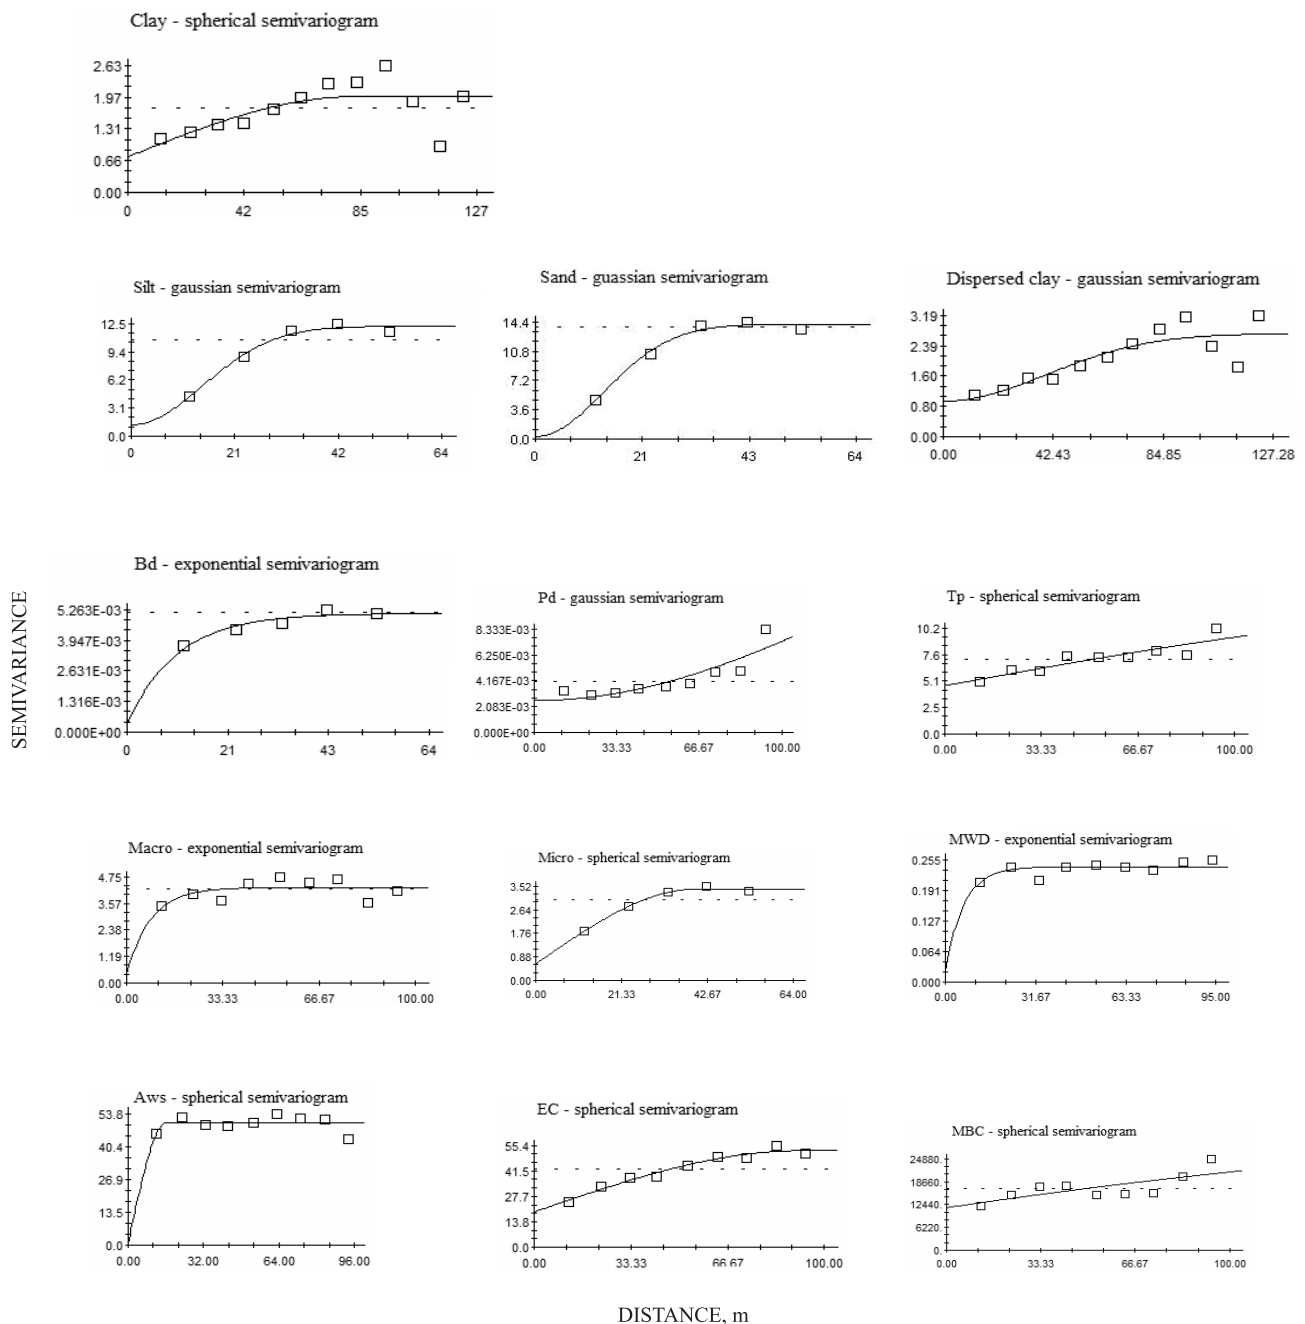 Clay - spherical semivariogram
2.63
1.97
1.31
0.66
0.00
0 42 85 127
Silt - gaussian semivariogram
12.5
9.4
6.2
3.1
0.0
0 21 42 64
Sand - guassian semivariogram
14.4
10.8
7.2
3.6
0.0
0 21 43 64
Dispersed clay - gaussian semivariogram
3.19
2.39
1.60
0.80
0.00
0.00 42.43 84.85 127.28
SEMIVARIANCE
Bd - exponential semivariogram
5.263E-03
3.947E-03
2.631E-03
1.316E-03
0.000E+00
0 21 43 64
Pd - gaussian semivariogram
8.333E-03
6.250E-03
4.167E-03
2.083E-03
0.000E+00
0.00 33.33 66.67 100.00
Tp - spherical semivariogram
10.2
7.6
5.1
2.5
0.0
0.00 33.33 66.67 100.00
Macro - exponential semivariogram
4.75
3.57
2.38
1.19
0.00
0.00 33.33 66.67 100.00
Micro - spherical semivariogram
3.52
2.64
1.76
0.88
0.00
0.00 21.33 42.67 64.00
MWD - exponential semivariogram
0.255
0.191
0.127
0.064
0.000
0.00 31.67 63.33 95.00
Aws - spherical semivariogram
53.8
40.4
26.9
13.5
0.0
0.00 32.00 64.00 96.00
EC - spherical semivariogram
55.4
41.5
27.7
13.8
0.0
0.00 33.33 66.67 100.00
MBC - spherical semivariogram
24880.
18660.
12440.
6220.
0.
0.00 33.33 66.67 100.00
DISTANCE, m